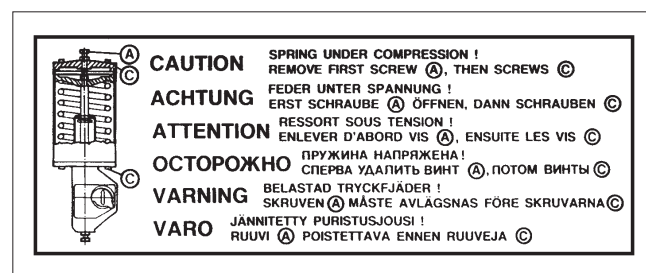 Ⓐ
Ⓒ
Ⓒ
CAUTION
SPRING UNDER COMPRESSION !
REMOVE FIRST SCREW Ⓐ, THEN SCREWS Ⓒ
ACHTUNG
FEDER UNTER SPANNUNG !
ERST SCHRAUBE Ⓐ ÖFFNEN, DANN SCHRAUBEN Ⓒ
ATTENTION
RESSORT SOUS TENSION !
ENLEVER D'ABORD VIS Ⓐ, ENSUITE LES VIS Ⓒ
ОСТОРОЖНО
ПРУЖИНА НАПРЯЖЕНА!
СПЕРВА УДАЛИТЬ ВИНТ Ⓐ, ПОТОМ ВИНТЫ Ⓒ
VARNING
BELASTAD TRYCKFJÄDER !
SKRUVEN Ⓐ MÅSTE AVLÄGSNAS FÖRE SKRUVARNA Ⓒ
VARO
JÄNNITETTY PURISTUSJOUSI !
RUUVI Ⓐ POISTETTAVA ENNEN RUUVEJA Ⓒ